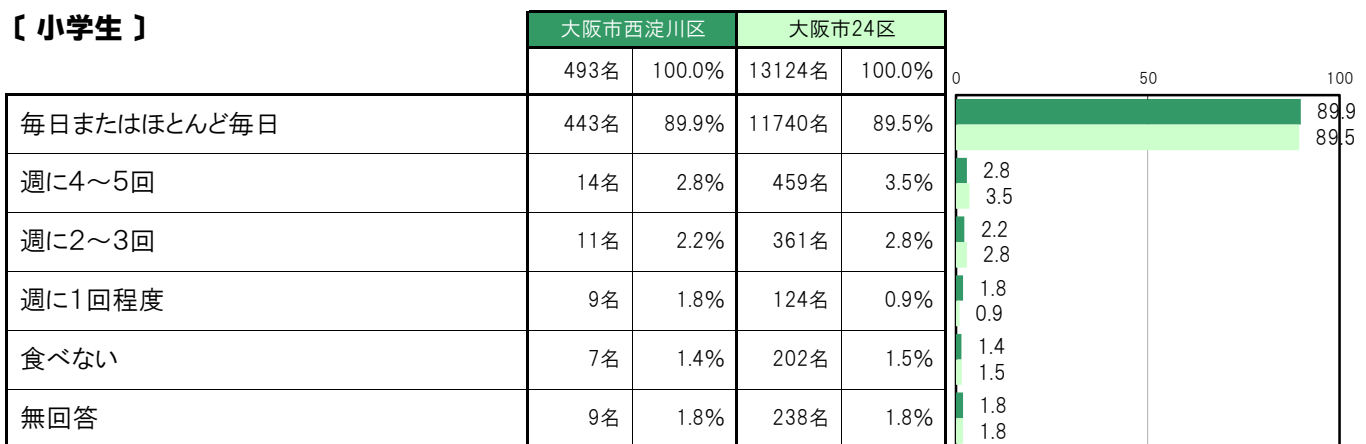 〔 小学生 〕
大阪市西淀川区 大阪市24区
493名 100.0% 13124名 100.0%
0 50 100
毎日またはほとんど毎日 443名 89.9% 11740名 89.5% 89.9
89.5
週に4～5回 14名 2.8% 459名 3.5% 2.8
3.5
週に2～3回 11名 2.2% 361名 2.8% 2.2
2.8
週に1回程度 9名 1.8% 124名 0.9% 1.8
0.9
食べない 7名 1.4% 202名 1.5% 1.4
1.5
無回答 9名 1.8% 238名 1.8% 1.8
1.8